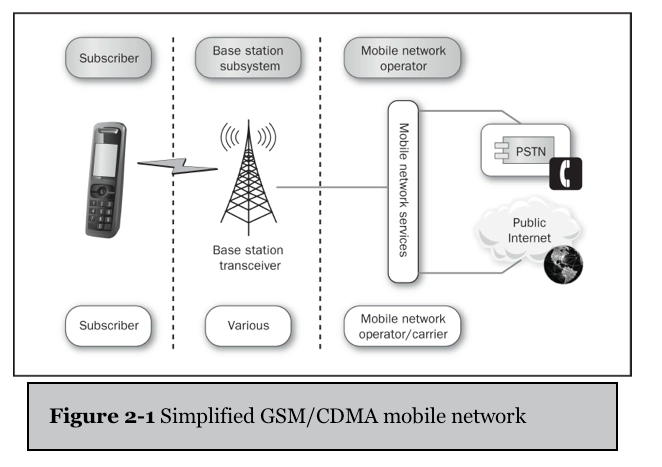 Subscriber
Base station
subsystem
Mobile network
operator
Mobile network services
PSTN
Public
Internet
Base station
transceiver
Subscriber
Various
Mobile network
operator/carrier
Figure 2-1 Simplified GSM/CDMA mobile network